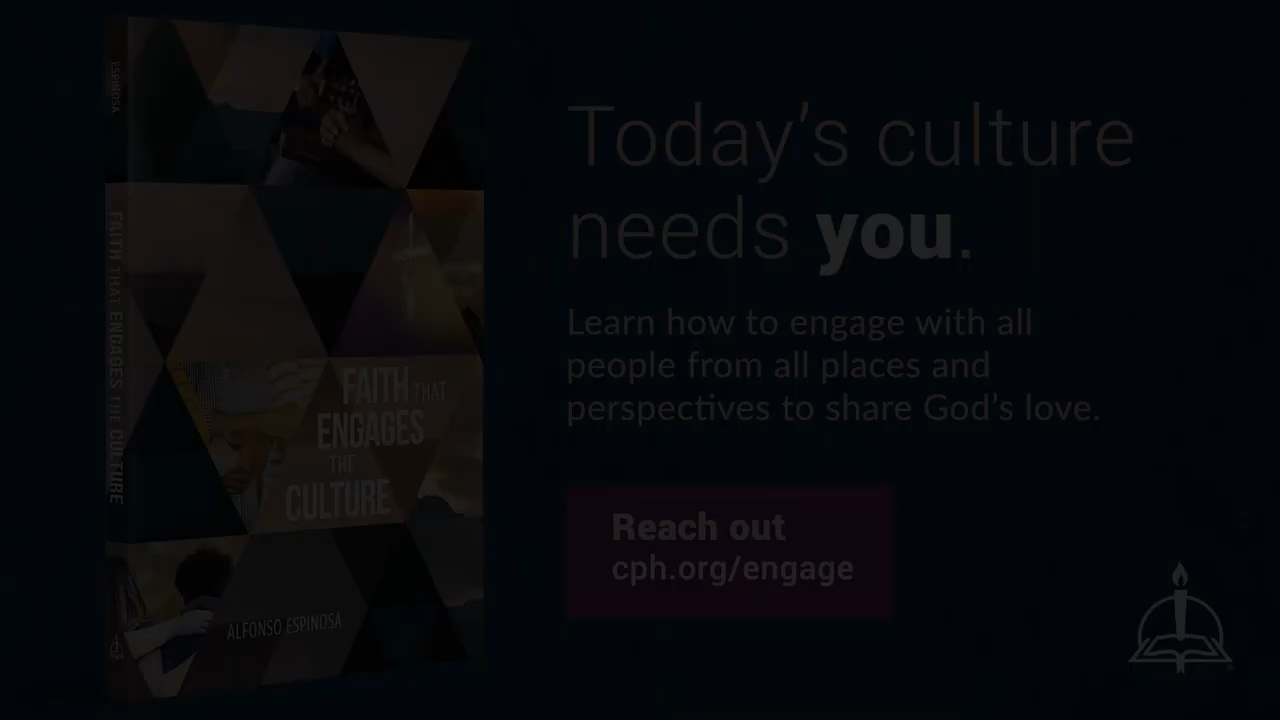 ESPINOSA
FAITH THAT ENGAGES THE CULTURE
FAITH THAT
ENGAGES
THE
CULTURE
ALFONSO ESPINOSA
Today’s culture
needs you.
Learn how to engage with all
people from all places and
perspectives to share God’s love.
Reach out
cph.org/engage